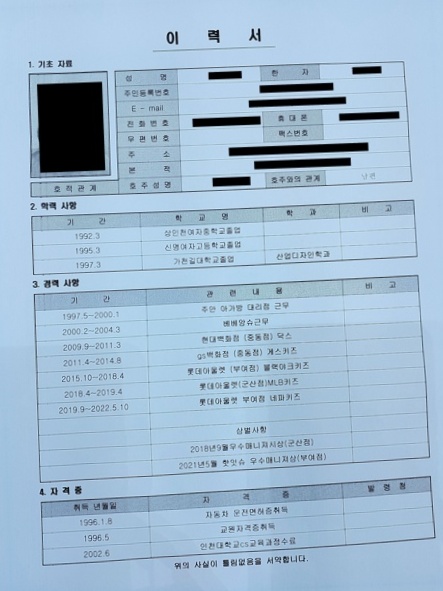 이 력 서
1. 기초 자료
성 명 한 자
주민등록번호
E - mail
전 화 번 호 휴 대 폰
우 편 번 호 팩스번호
주 소
본 적
호 적 관 계 호 주 성 명 호주와의 관계 남편
2. 학력 사항
기 간 학 교 명 학 과 비 고
1992.3 상인천여자중학교졸업
1995.3 신명여자고등학교졸업
1997.3 가천길대학교졸업 산업디자인학과
3. 경력 사항
기 간 관 련 내 용 비 고
1997.5~2000.1 주안 아가방 대리점 근무
2000.2~2004.3 베베암슈근무
2009.9~2011.3 현대백화점 (중동점) 닥스
2011.4~2014.8 gs백화점 (중동점) 게스키즈
2015.10~2018.4 롯데아울렛 (부여점) 블랙야크키즈
2018.4~2019.4 롯데아울렛(군산점)MLB키즈
2019.9~2022.5.10 롯데아울렛 부여점 네파키즈
상벌사항
2018년9월우수매니저시상(군산점)
2021년5월 핫잇슈 우수매니저상(부여점)
4. 자 격 증
취득 년월일 자 격 증 발 령 청
1996.1.8 자동차 운전면허증취득
1996.5 교원자격증취득
2002.6 인천대학교cs교육과정수료
위의 사실이 틀림없음을 서약합니다.